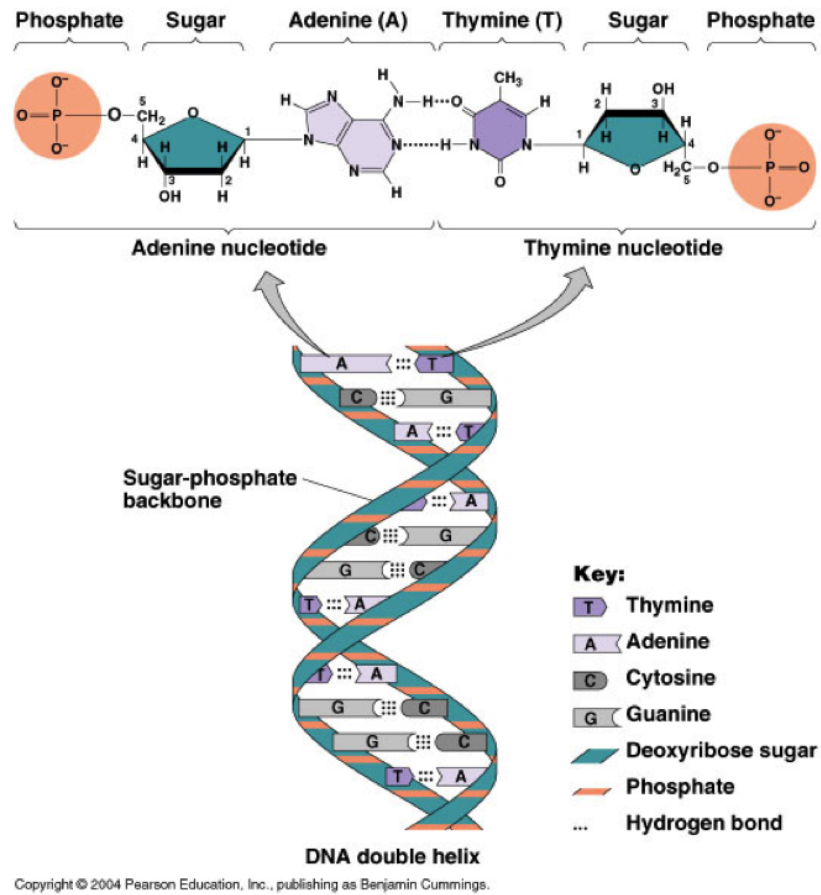 Phosphate Sugar Adenine (A) Thymine (T) Sugar Phosphate
H CH₃ H OH
O⁻ H N N H O H 2 3 O⁻
O P O 5 CH₂ O 1 N N H N N 1 H H 4 P O
O⁻ 4 H H H H N O H O H₂C O O⁻
H 3 2 H 5
OH H
Adenine nucleotide Thymine nucleotide
A T
C G
A T
Sugar-phosphate
backbone
A
C G
G C
T A
T A
G C
G C
T A
Key:
T Thymine
A Adenine
C Cytosine
G Guanine
Deoxyribose sugar
Phosphate
Hydrogen bond
DNA double helix
Copyright © 2004 Pearson Education, Inc., publishing as Benjamin Cummings.